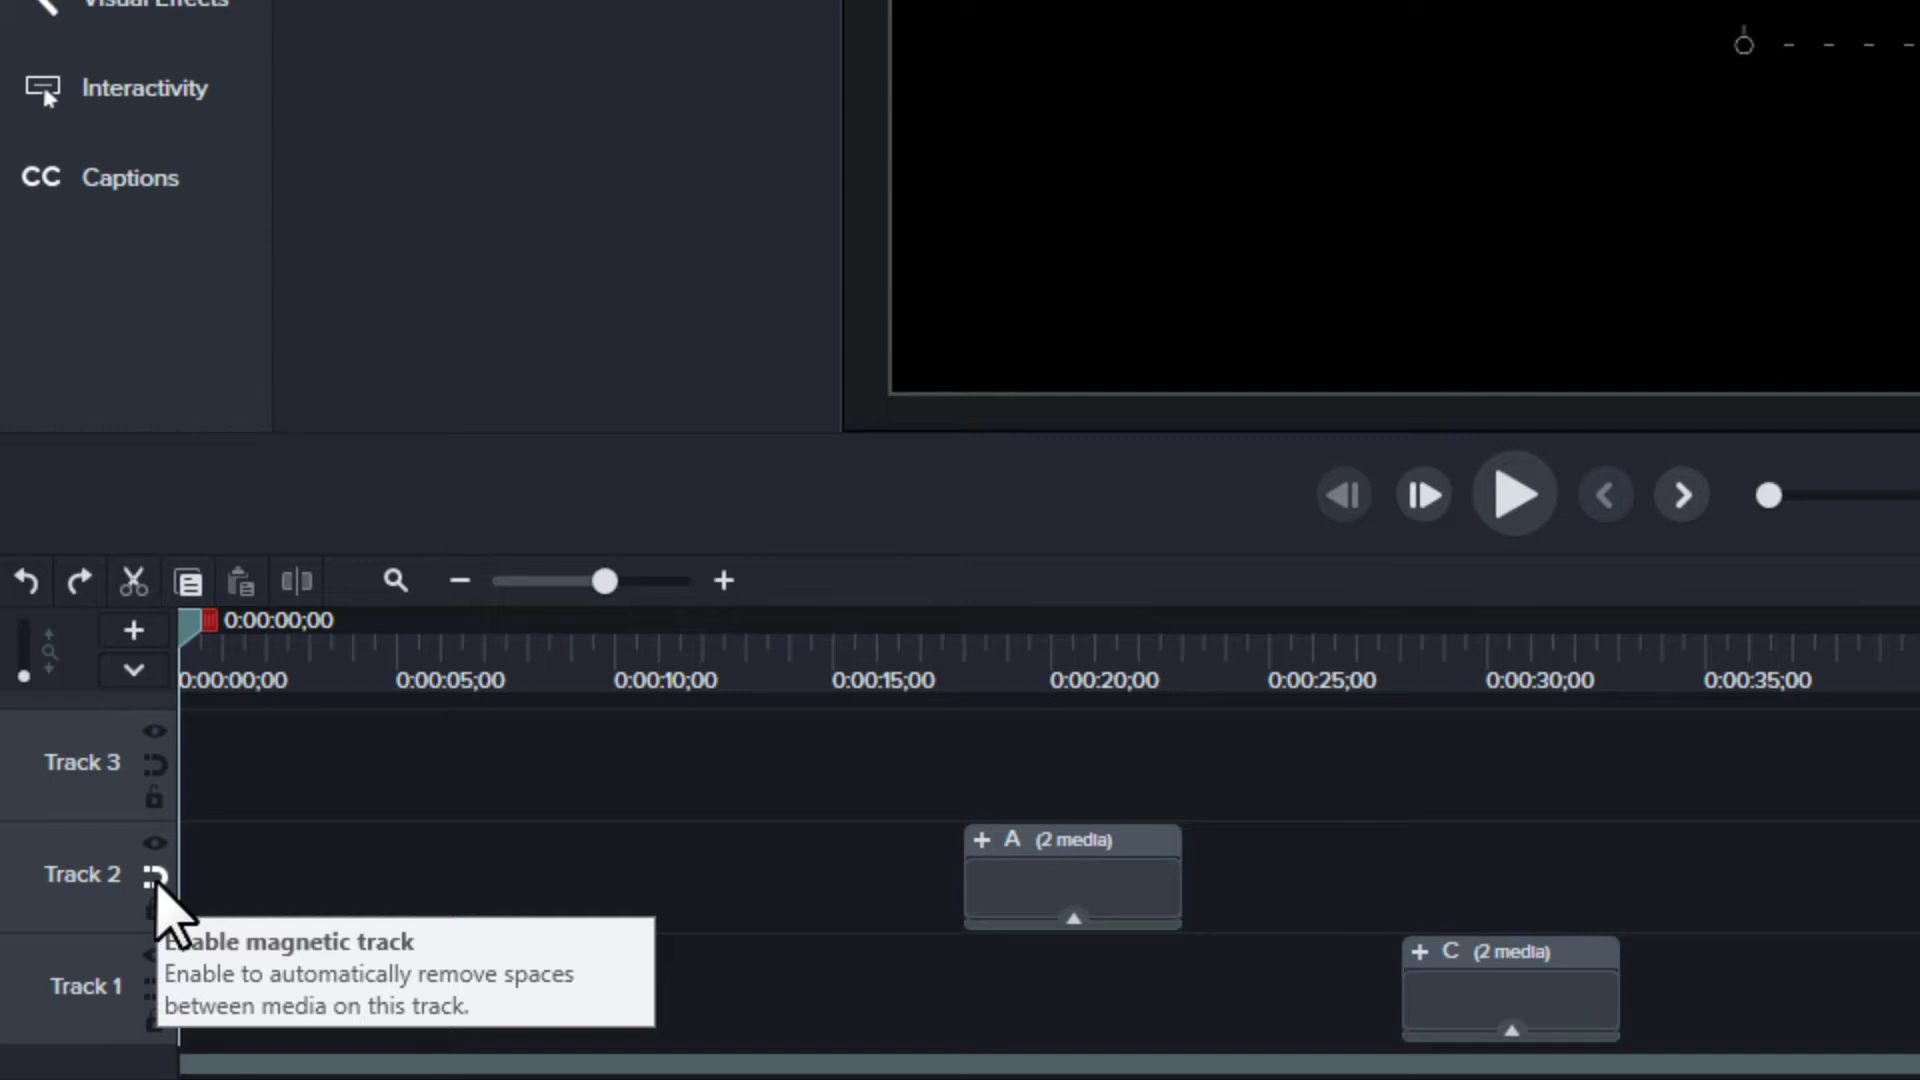 Visual Effects
Interactivity
CC Captions
0:00:00;00
0:00:00;00 0:00:05;00 0:00:10;00 0:00:15;00 0:00:20;00 0:00:25;00 0:00:30;00 0:00:35;00
Track 3
A (2 media)
Track 2
Enable magnetic track
Enable to automatically remove spaces
between media on this track.
C (2 media)
Track 1